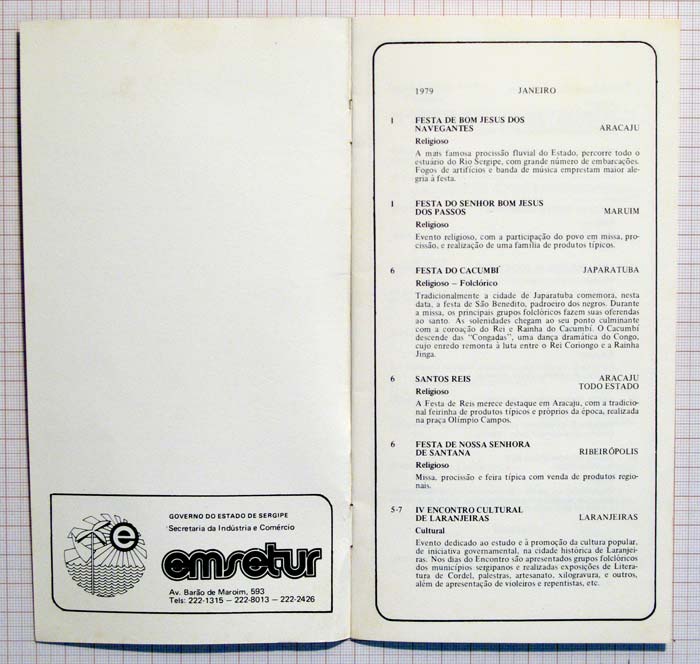 GOVERNO DO ESTADO DE SERGIPE
Secretaria da Indústria e Comércio
e
emsetur
Av. Barão de Maroim, 593
Tels: 222-1315 — 222-8013 — 222-2426
1979 JANEIRO
1 FESTA DE BOM JESUS DOS
NAVEGANTES ARACAJU
Religioso
A mais famosa procissão fluvial do Estado, percorre todo o
estuário do Rio Sergipe, com grande número de embarcações.
Fogos de artifícios e banda de música emprestam maior ale-
gria à festa.
1 FESTA DO SENHOR BOM JESUS
DOS PASSOS MARUIM
Religioso
Evento religioso, com a participação do povo em missa, pro-
cissão, e realização de uma família de produtos típicos.
6 FESTA DO CACUMBÍ JAPARATUBA
Religioso — Folclórico
Tradicionalmente a cidade de Japaratuba comemora, nesta
data, a festa de São Benedito, padroeiro dos negros. Durante
a missa, os principais grupos folclóricos fazem suas oferendas
ao santo. As solenidades chegam ao seu ponto culminante
com a coroação do Rei e Rainha do Cacumbí. O Cacumbí
descende das "Congadas", uma dança dramática do Congo,
cujo enredo remonta à luta entre o Rei Coriongo e a Rainha
Jinga.
6 SANTOS REIS ARACAJU
Religioso TODO ESTADO
A Festa de Reis merece destaque em Aracaju, com a tradicio-
nal feirinha de produtos típicos e próprios da época, realizada
na praça Olímpio Campos.
6 FESTA DE NOSSA SENHORA
DE SANTANA RIBEIRÓPOLIS
Religioso
Missa, procissão e feira típica com venda de produtos regio-
nais.
5-7 IV ENCONTRO CULTURAL
DE LARANJEIRAS LARANJEIRAS
Cultural
Evento dedicado ao estudo e à promoção da cultura popular,
de iniciativa governamental, na cidade histórica de Laranjei-
ras. Nos dias do Encontro são apresentados grupos folclóricos
dos municípios sergipanos e realizadas exposições de Litera-
tura de Cordel, palestras, artesanato, xilogravura, e outros,
além de apresentação de violeiros e repentistas, etc.